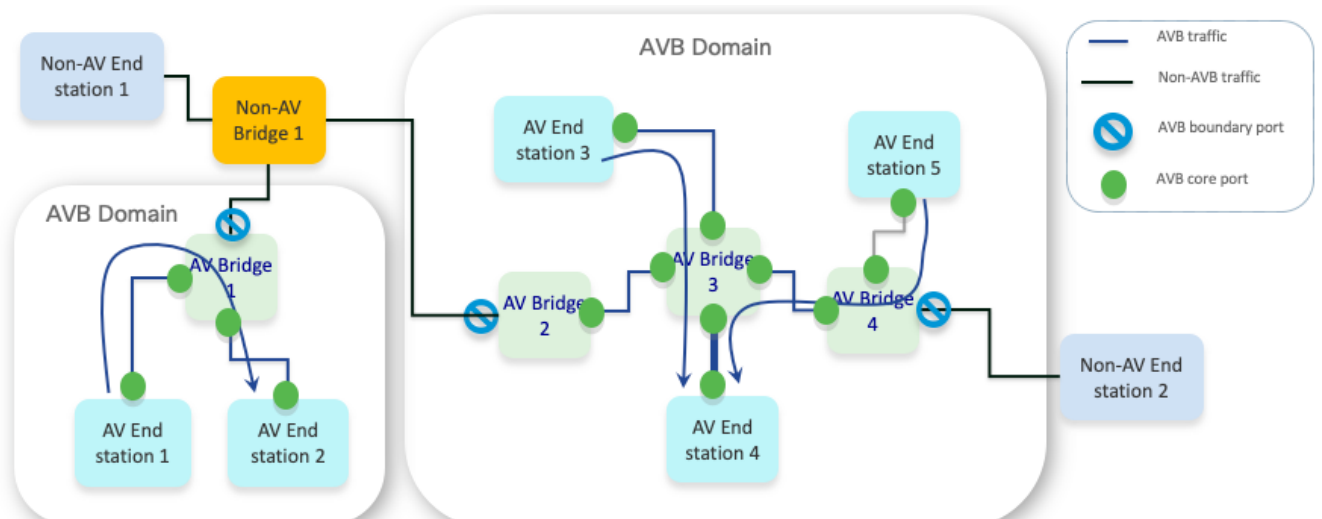 AVB Domain
Non-AV End
station 1
Non-AV
Bridge 1
AVB Domain
AV Bridge
1
AV End
station 1
AV End
station 2
AV End
station 3
AV End
station 5
AV Bridge
2
AV Bridge
3
AV Bridge
4
AV End
station 4
Non-AV End
station 2
AVB traffic
Non-AVB traffic
AVB boundary port
AVB core port